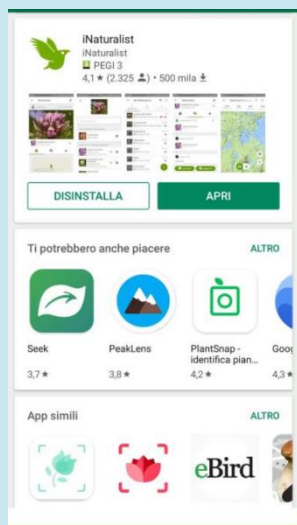 iNaturalist
iNaturalist
PEGI 3
4,1 ★ (2.325) • 500 mila
DISINSTALLA APRI
Ti potrebbero anche piacere ALTRO
Seek PeakLens PlantSnap - Goog
identifica pian...
3,7 ★ 3,8 ★ 4,2 ★ 4,3 ★
App simili ALTRO
eBird